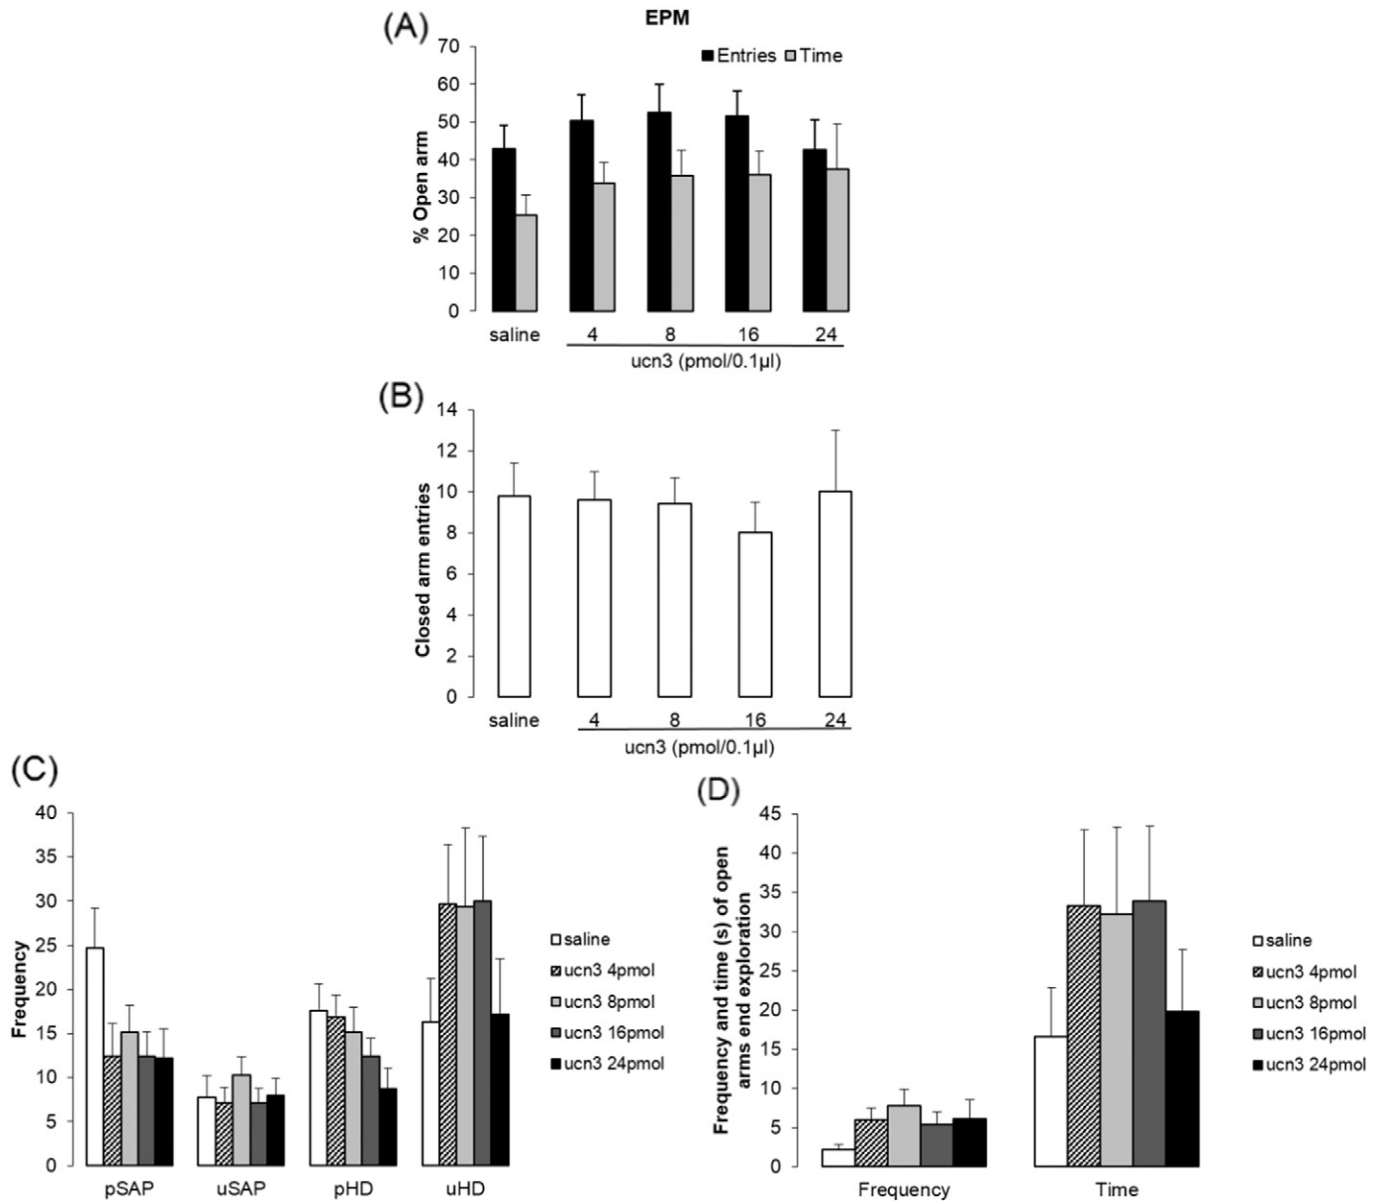 (A)
EPM
Entries Time
% Open arm
70
60
50
40
30
20
10
0
saline 4 8 16 24
ucn3 (pmol/0.1µl)
(B)
Closed arm entries
14
12
10
8
6
4
2
0
saline 4 8 16 24
ucn3 (pmol/0.1µl)
(C)
Frequency
40
35
30
25
20
15
10
5
0
pSAP uSAP pHD uHD
saline
ucn3 4pmol
ucn3 8pmol
ucn3 16pmol
ucn3 24pmol
(D)
Frequency and time (s) of open
arms end exploration
45
40
35
30
25
20
15
10
5
0
Frequency Time
saline
ucn3 4pmol
ucn3 8pmol
ucn3 16pmol
ucn3 24pmol